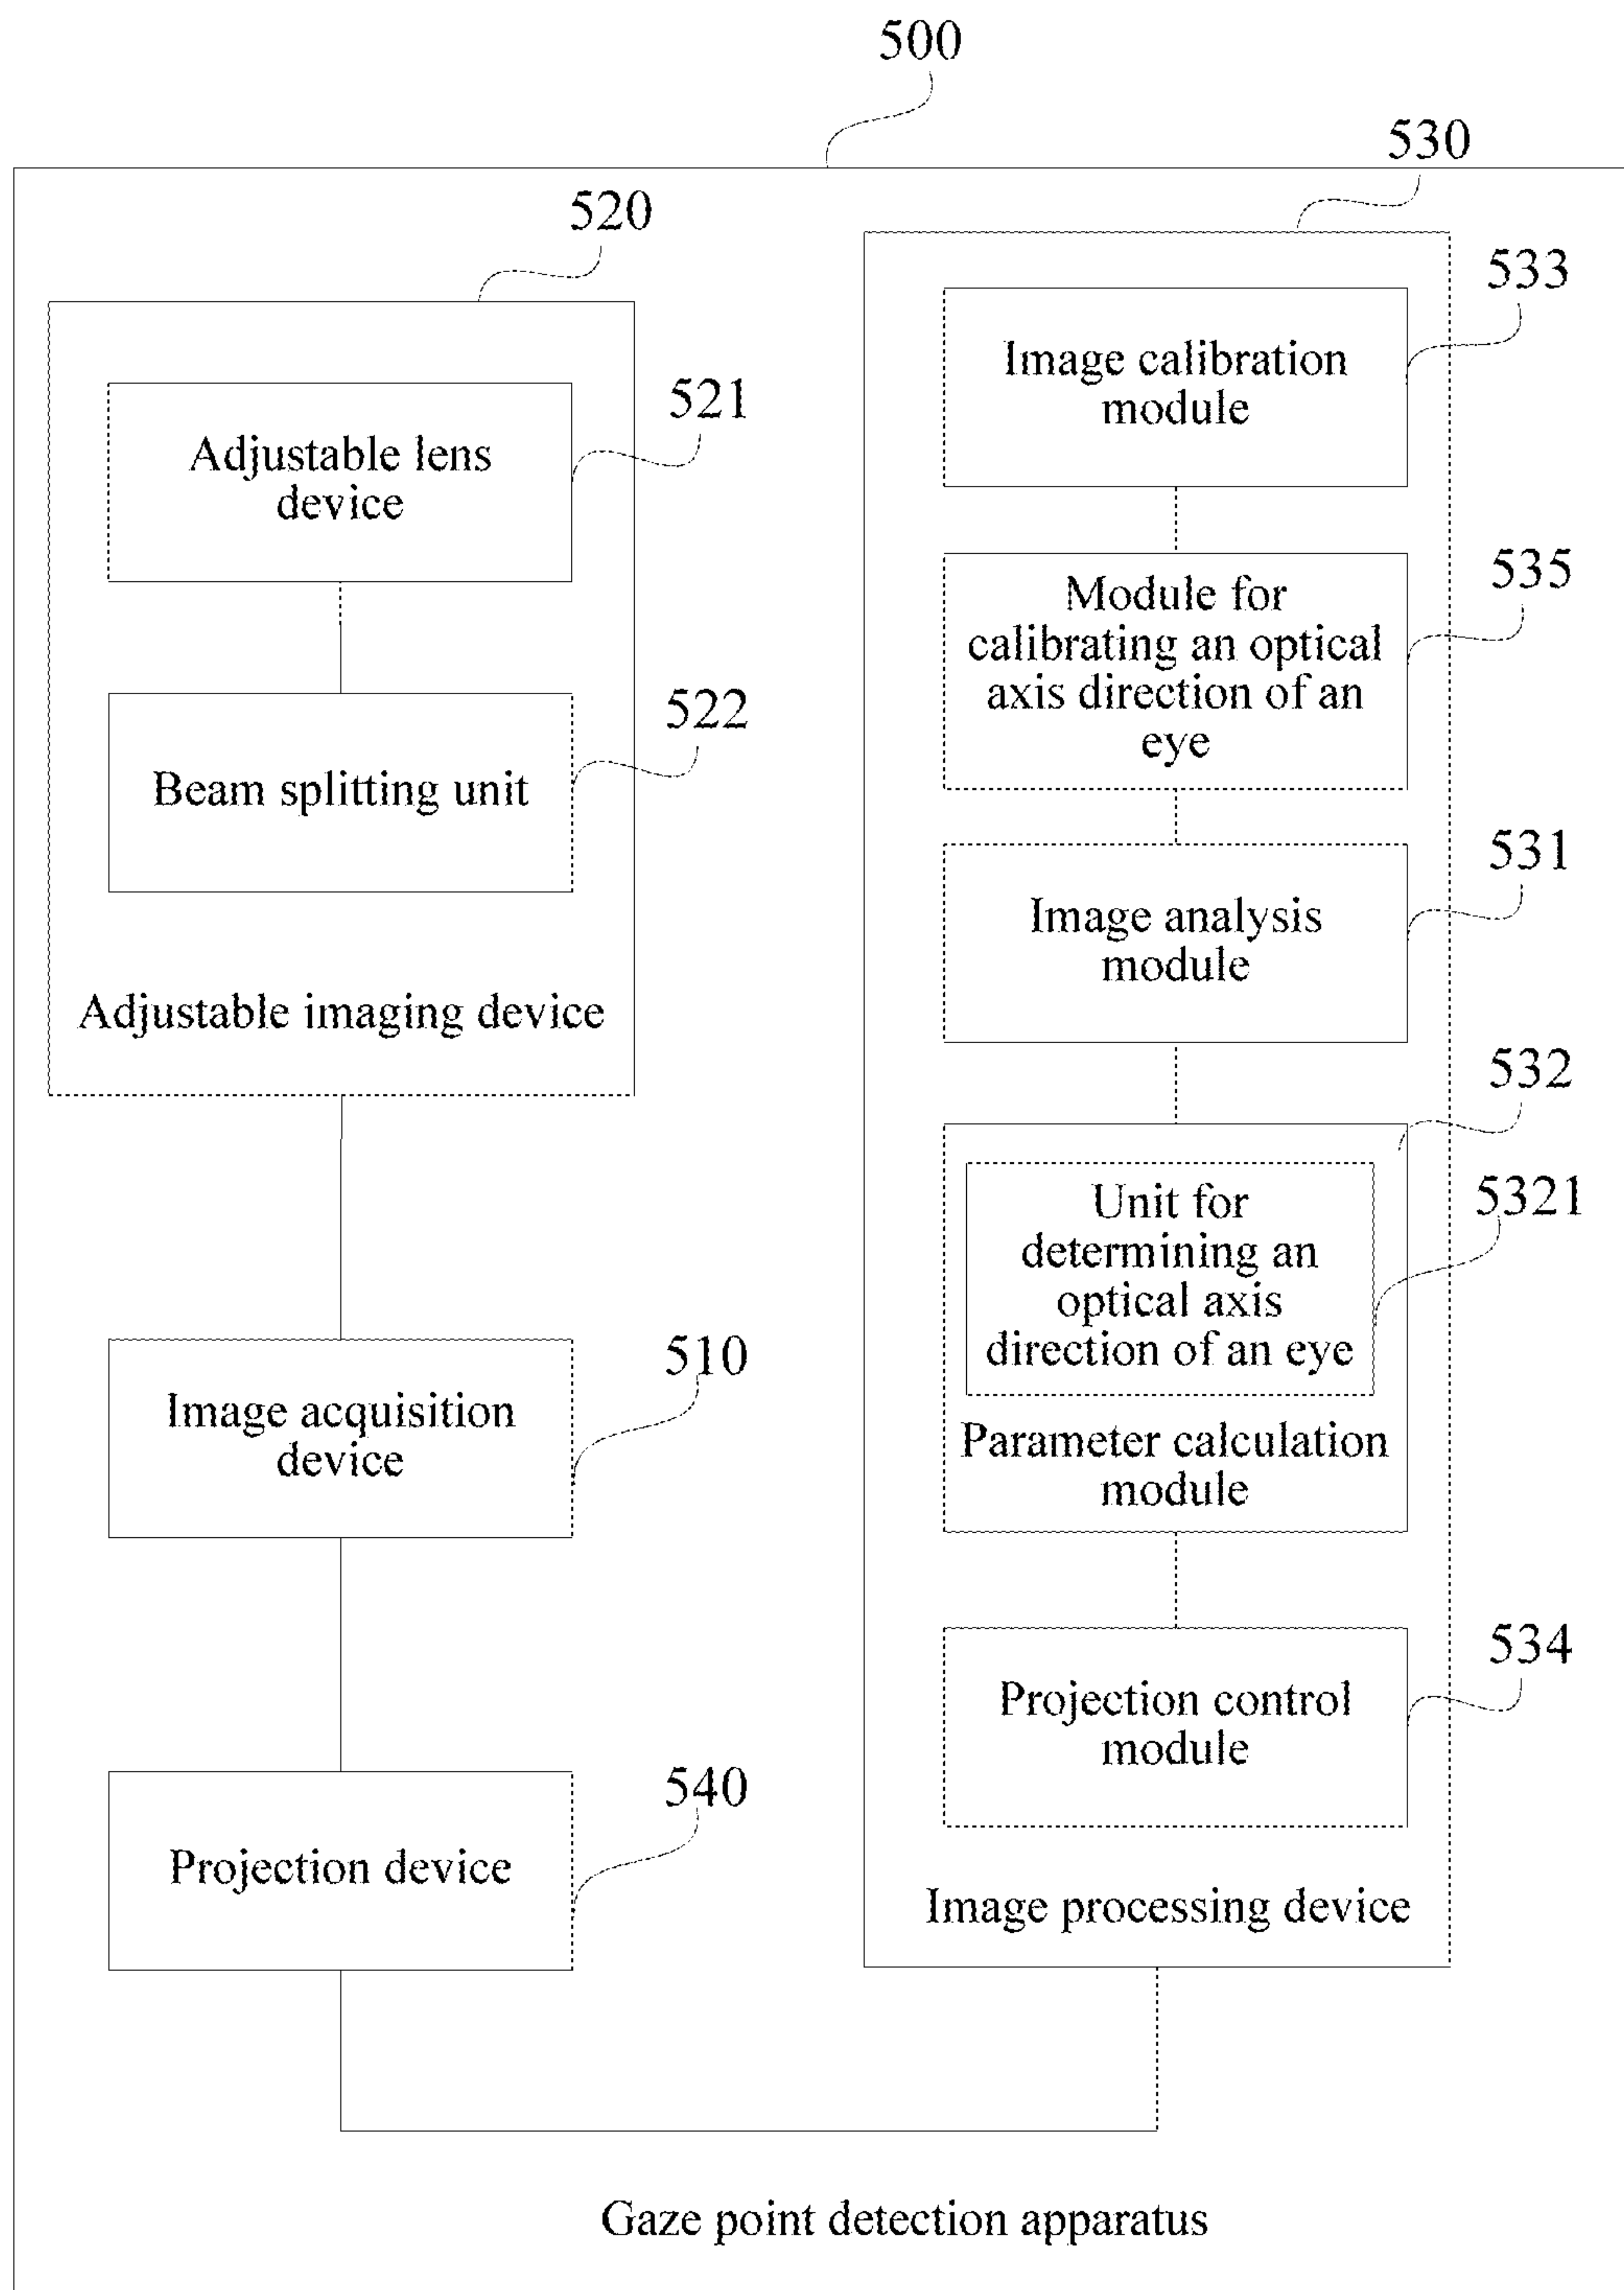 500
530
520
533
Image calibration
module
521
Adjustable lens
device
535
Module for
calibrating an optical
axis direction of an
eye
522
Beam splitting unit
531
Image analysis
module
Adjustable imaging device
532
5321
Unit for
determining an
optical axis
direction of an eye
510
Image acquisition
device
Parameter calculation
module
534
Projection control
module
540
Projection device
Image processing device
Gaze point detection apparatus